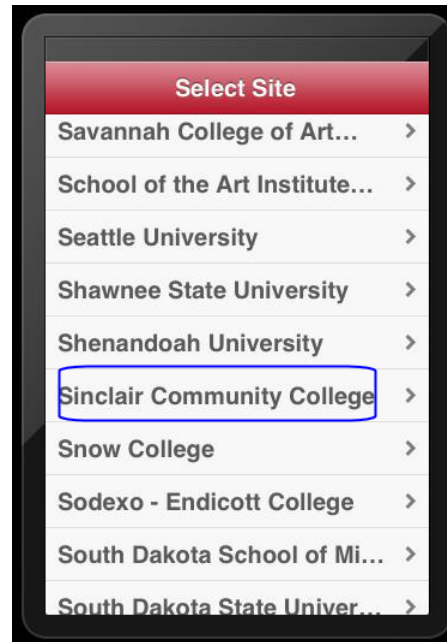 Select Site
Savannah College of Art...
School of the Art Institute...
Seattle University
Shawnee State University
Shenandoah University
Sinclair Community College
Snow College
Sodexo - Endicott College
South Dakota School of Mi...
South Dakota State Univer...